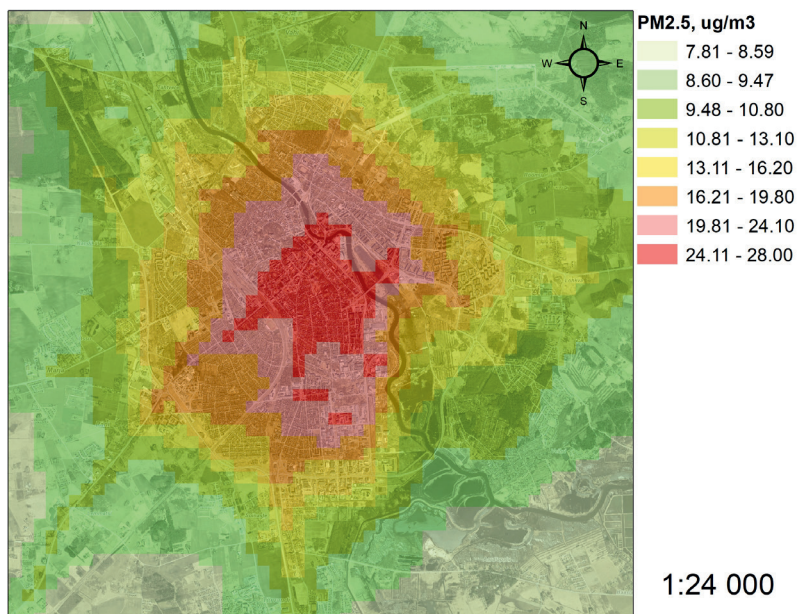 PM2.5, ug/m3
N
W E
S
7.81 - 8.59
8.60 - 9.47
9.48 - 10.80
10.81 - 13.10
13.11 - 16.20
16.21 - 19.80
19.81 - 24.10
24.11 - 28.00
1:24 000